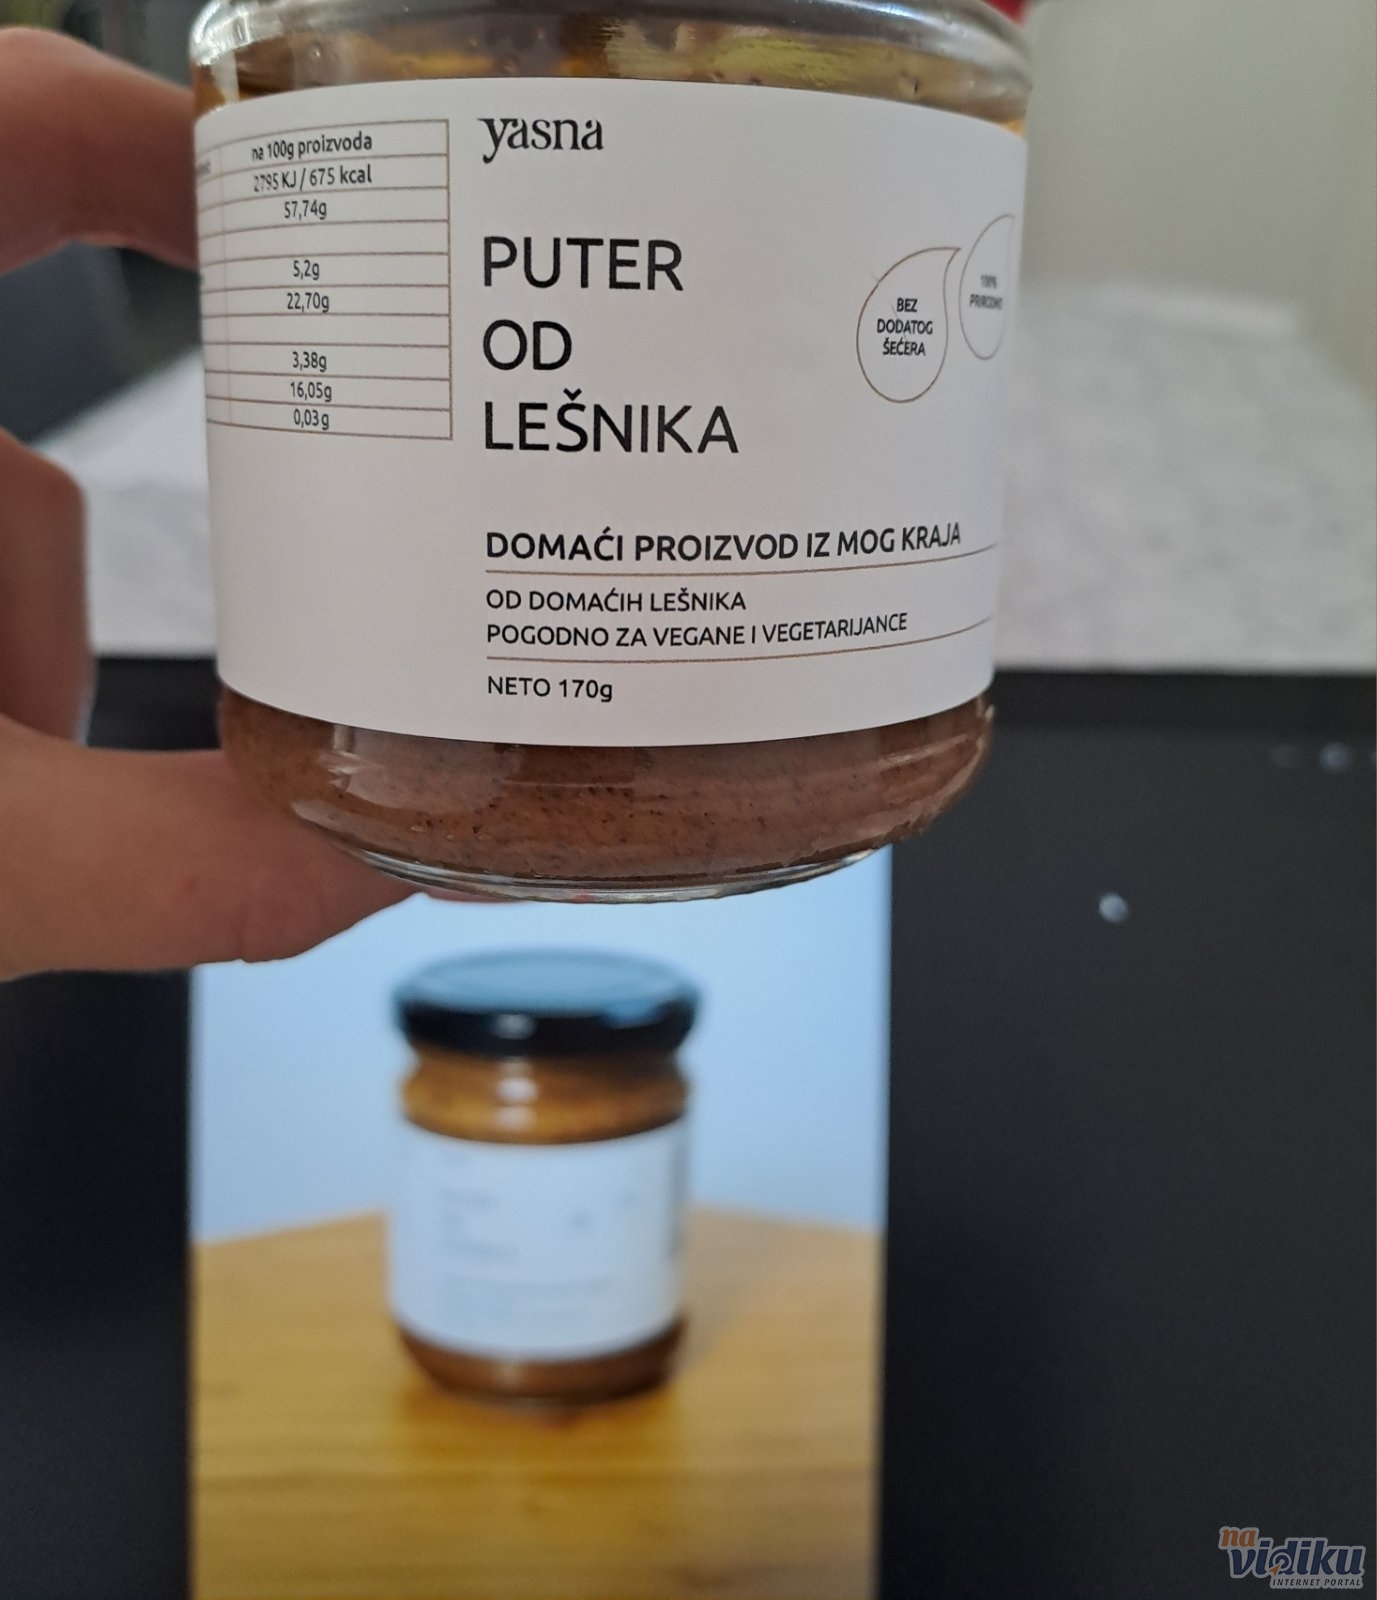 na 100g proizvoda
2795 KJ / 675 kcal
57,74g
5,2g
22,70g
3,38g
16,05g
0,03g
yasna
PUTER
OD
LEŠNIKA
BEZ
DODATOG
ŠEĆERA
100%
PRIRODNO
DOMAĆI PROIZVOD IZ MOG KRAJA
OD DOMAĆIH LEŠNIKA
POGODNO ZA VEGANE I VEGETARIJANCE
NETO 170g
na
vidiku
INTERNET PORTAL